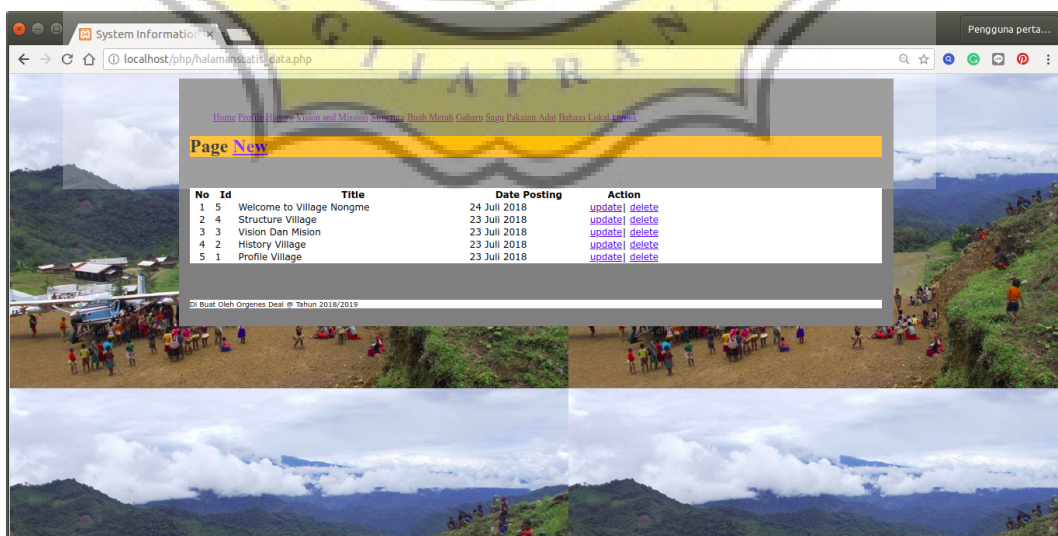 G I J A P R A N
System Informatio
Pengguna perta...
localhost/php/halamanstatis_data.php
Home Profile History Vision and Mission Structure Buah Merah Gaharu Sagu Pakaian Adat Bahasa Lokal kontak
Page New
No Id Title Date Posting Action
1 5 Welcome to Village Nongme 24 Juli 2018 update| delete
2 4 Structure Village 23 Juli 2018 update| delete
3 3 Vision Dan Mision 23 Juli 2018 update| delete
4 2 History Village 23 Juli 2018 update| delete
5 1 Profile Village 23 Juli 2018 update| delete
DI Buat Oleh Orgenes Deal @ Tahun 2018/2019